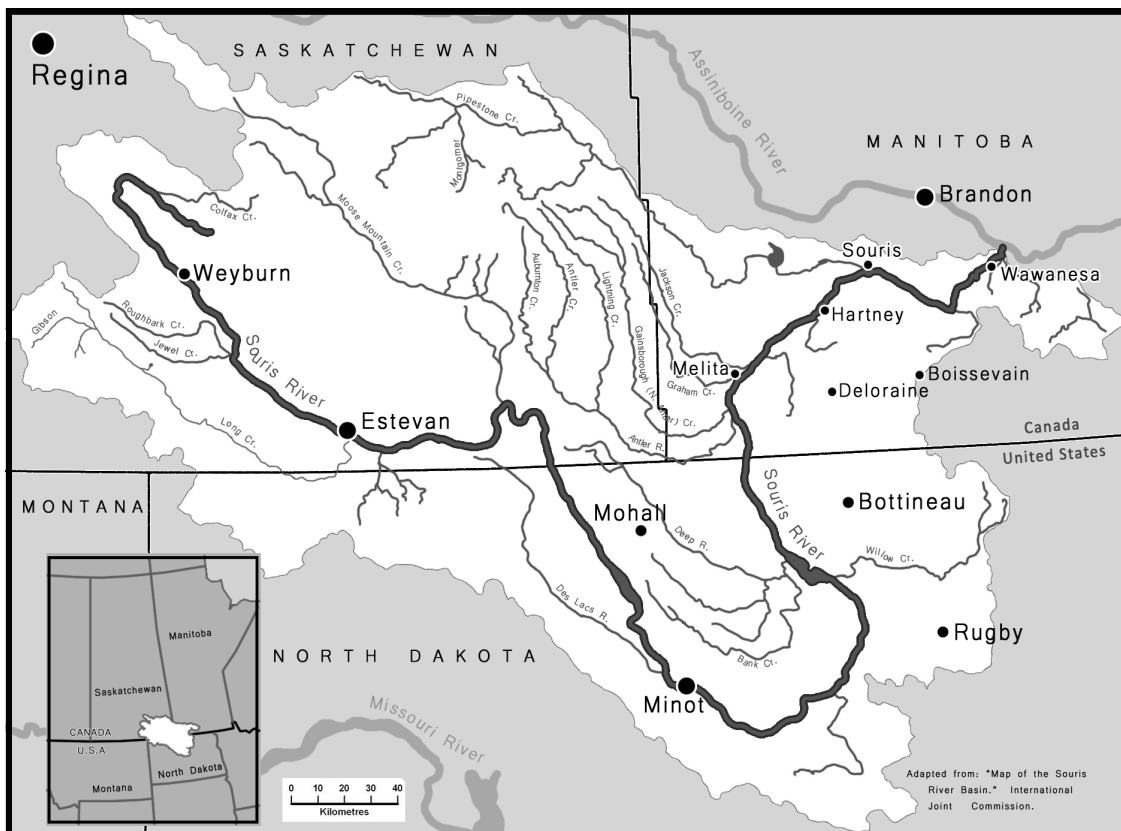 SASKATCHEWAN
Regina
Assiniboine River
MANITOBA
Brandon
Pipestone Cr.
Montgomer
Colfax Cr.
Moose Mountain Cr.
Weyburn
Souris
Wawanesa
Auburnton Cr.
Antler Cr.
Lightning Cr.
Jackson Cr.
Gainsborough (N. Antler) Cr.
Hartney
Gibson
Roughbark Cr.
Jewel Cr.
Souris River
Melita
Graham Cr.
Deloraine
Boissevain
Estevan
Long Cr.
Antler R.
Canada
United States
MONTANA
Souris River
Bottineau
Mohall
Deep R.
Willow Cr.
Des Lacs R.
Rugby
Bank Cr.
NORTH DAKOTA
Minot
Missouri River
Manitoba
Saskatchewan
CANADA
U.S.A
North Dakota
Montana
0 10 20 30 40
Kilometres
Adapted from: "Map of the Souris
River Basin." International
Joint Commission.